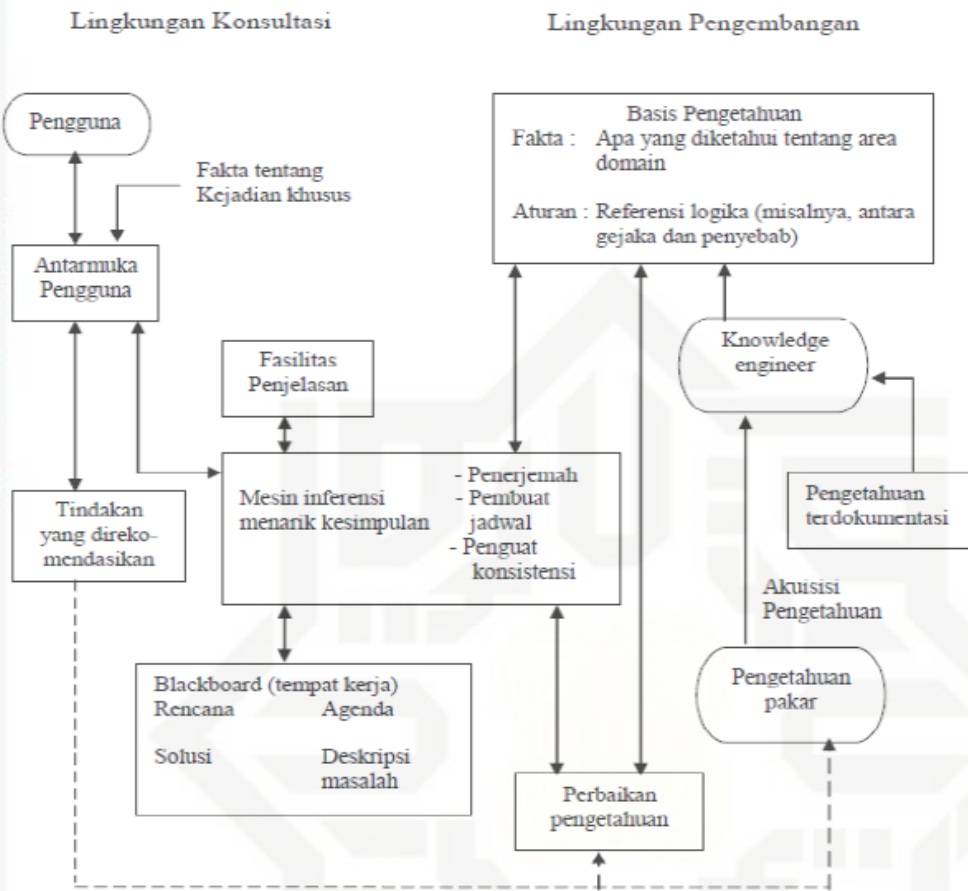 Lingkungan Konsultasi
Lingkungan Pengembangan
Pengguna
Fakta tentang
Kejadian khusus
Antarmuka
Pengguna
Basis Pengetahuan
Fakta : Apa yang diketahui tentang area
domain
Aturan : Referensi logika (misalnya, antara
gejaka dan penyebab)
Fasilitas
Penjelasan
Knowledge
engineer
Mesin inferensi
menarik kesimpulan
- Penerjemah
- Pembuat
jadwal
- Penguat
konsistensi
Tindakan
yang direko-
mendasikan
Pengetahuan
terdokumentasi
Akuisisi
Pengetahuan
Blackboard (tempat kerja)
Rencana Agenda
Solusi Deskripsi
masalah
Pengetahuan
pakar
Perbaikan
pengetahuan